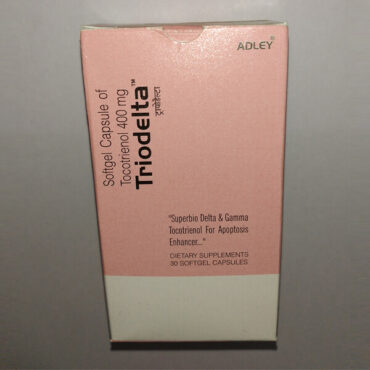 ADLEY®
Softgel Capsule of
Tocotrienol 400 mg
Triodelta™
ट्रायोडेल्टा
"Superbio Delta & Gamma
Tocotrienol For Apoptosis
Enhancer..."
DIETARY SUPPLEMENTS
30 SOFTGEL CAPSULES